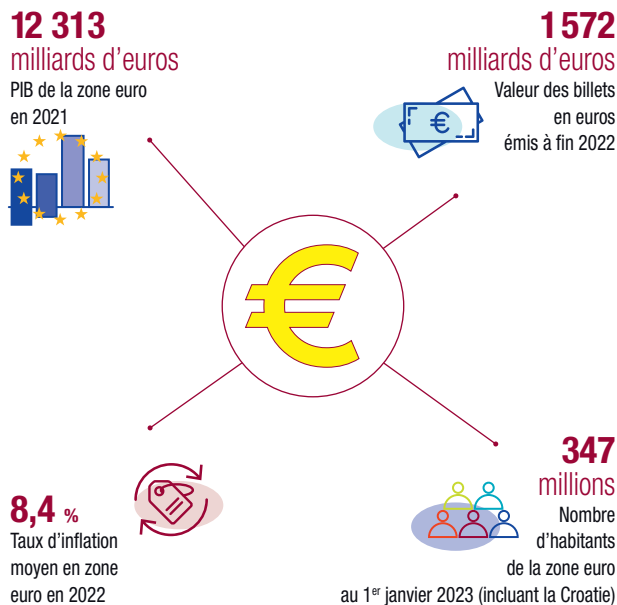 12 313
milliards d'euros
PIB de la zone euro
en 2021
1 572
milliards d'euros
Valeur des billets
en euros
émis à fin 2022
€
€
8,4 %
Taux d'inflation
moyen en zone
euro en 2022
347
millions
Nombre
d'habitants
de la zone euro
au 1er janvier 2023 (incluant la Croatie)